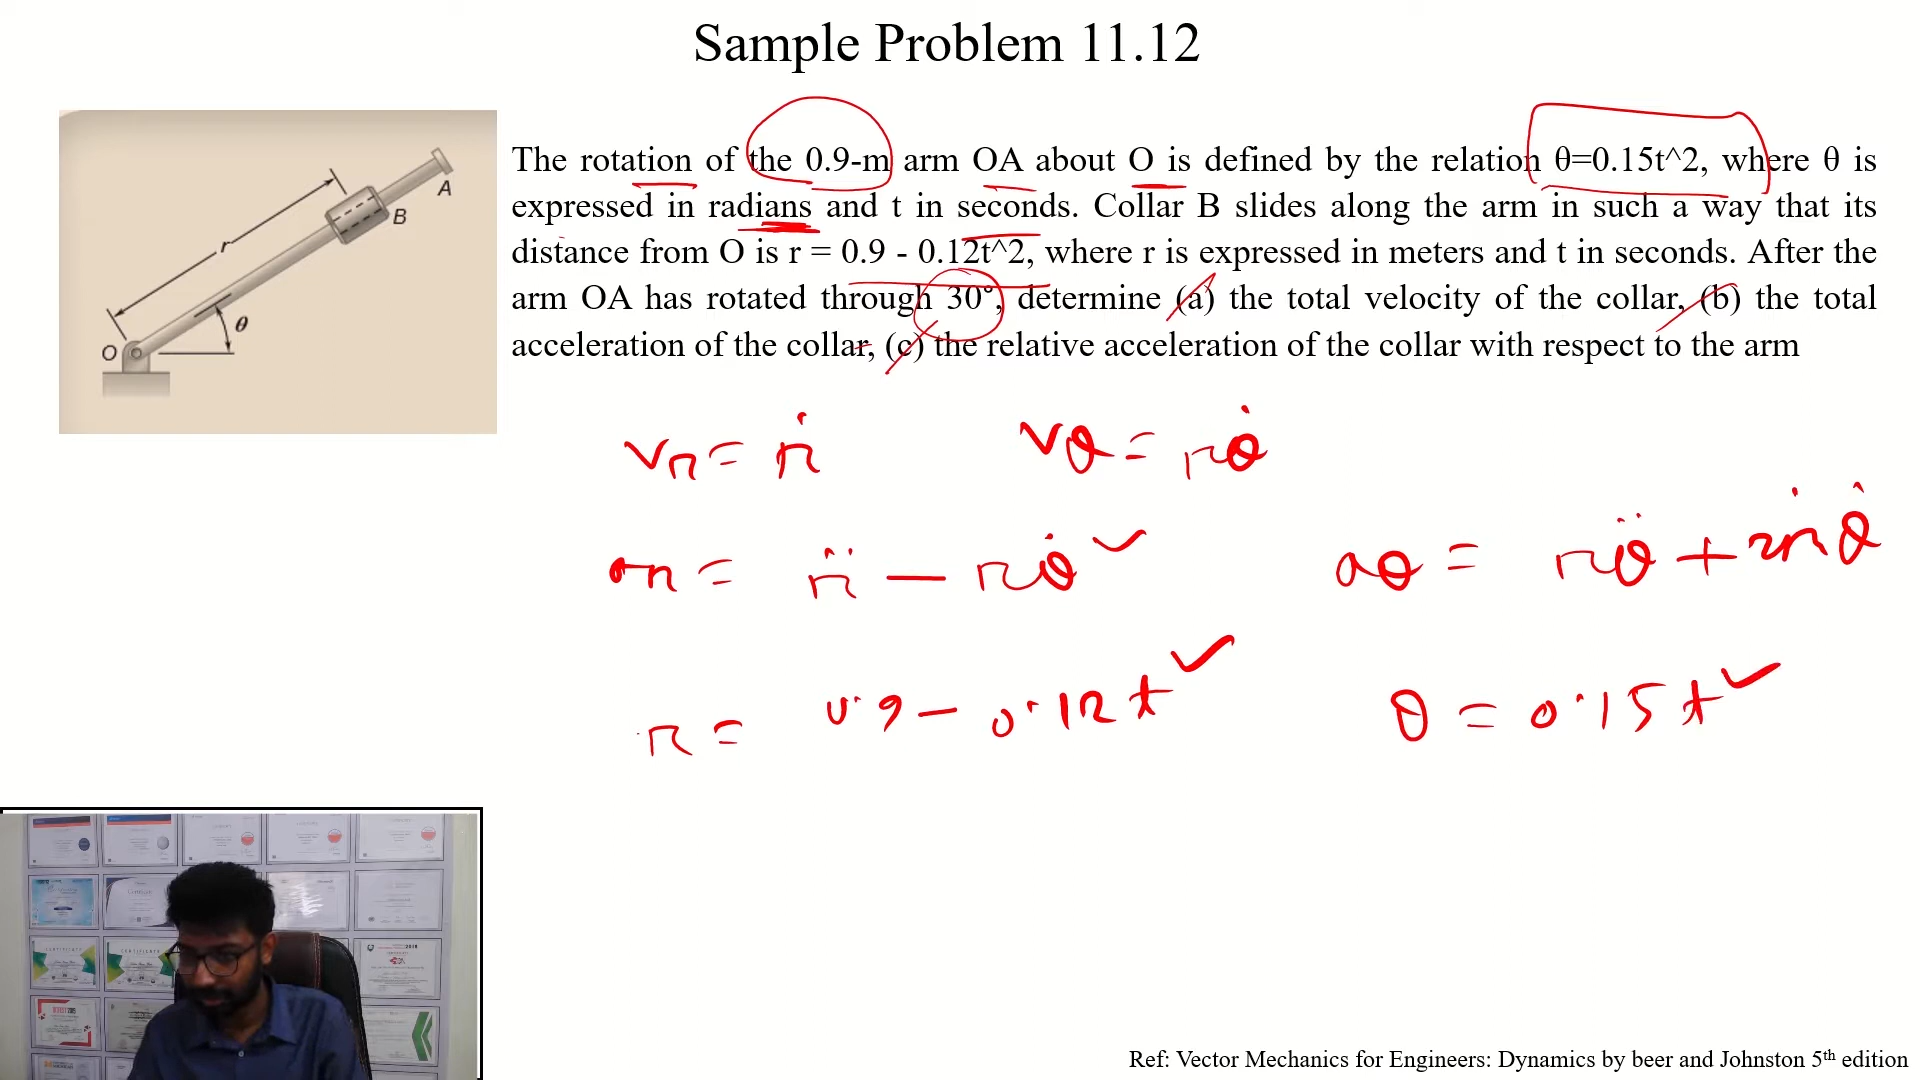 Sample Problem 11.12
The rotation of the 0.9-m arm OA about O is defined by the relation θ=0.15t^2, where θ is
expressed in radians and t in seconds. Collar B slides along the arm in such a way that its
distance from O is r = 0.9 - 0.12t^2, where r is expressed in meters and t in seconds. After the
arm OA has rotated through 30°, determine (a) the total velocity of the collar, (b) the total
acceleration of the collar, (c) the relative acceleration of the collar with respect to the arm
A
B
r
θ
O
vr = ṙ
vθ = rθ̇
ar = r̈ - rθ̇²
aθ = rθ̈ + 2ṙθ̇
r = 0.9 - 0.12t²
θ = 0.15t²
Ref: Vector Mechanics for Engineers: Dynamics by beer and Johnston 5th edition